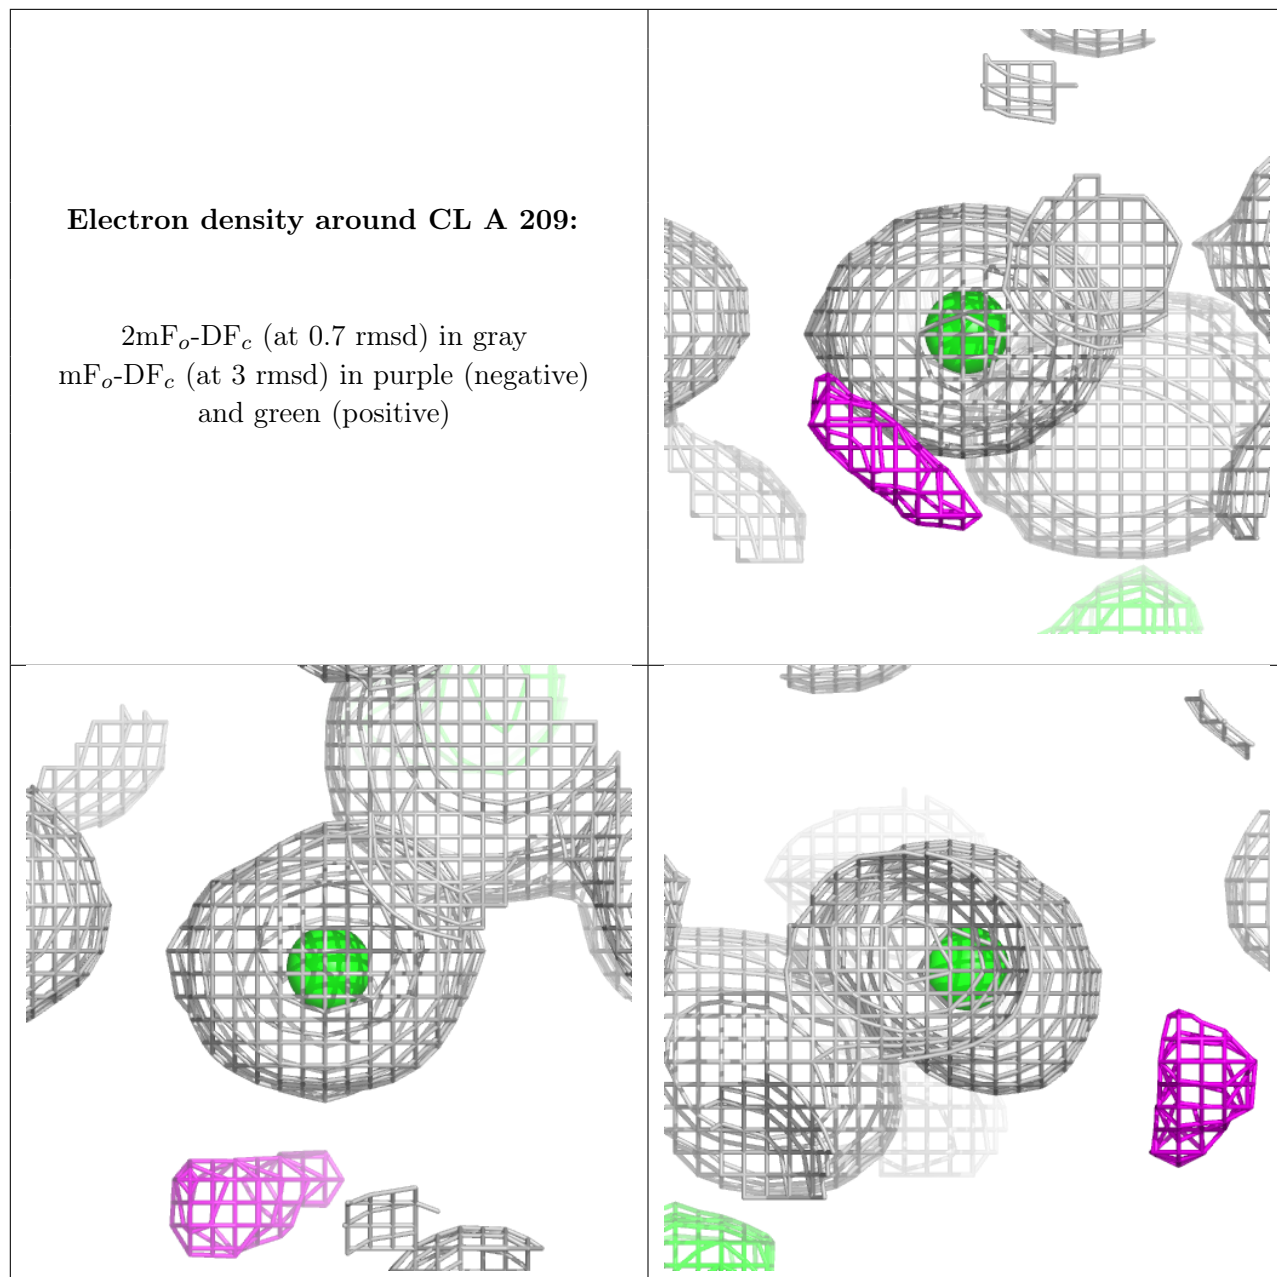 Electron density around CL A 209:
2mFₒ-DF𝒸 (at 0.7 rmsd) in gray
mFₒ-DF𝒸 (at 3 rmsd) in purple (negative)
and green (positive)